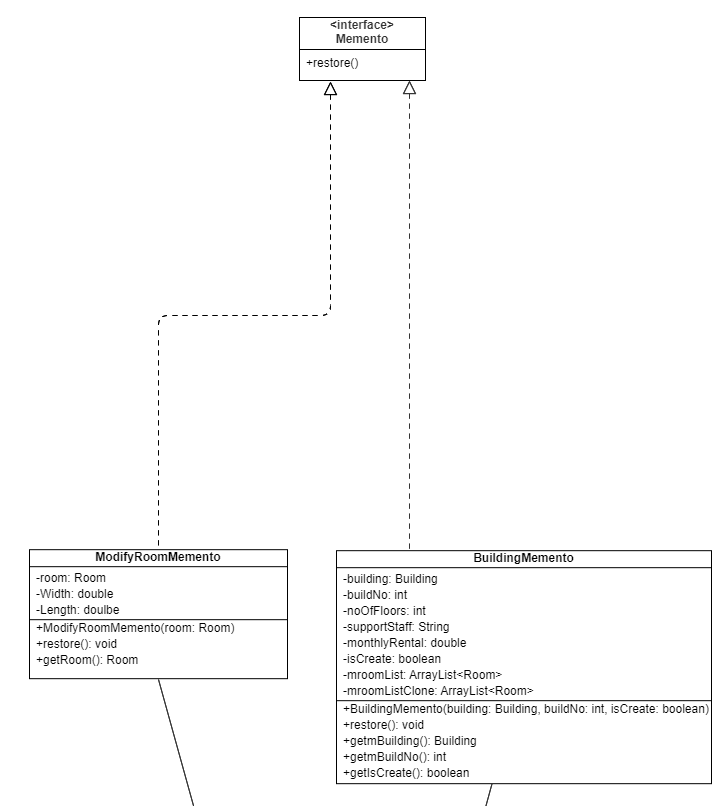 <interface>
Memento
+restore()
ModifyRoomMemento
-room: Room
-Width: double
-Length: doulbe
+ModifyRoomMemento(room: Room)
+restore(): void
+getRoom(): Room
BuildingMemento
-building: Building
-buildNo: int
-noOfFloors: int
-supportStaff: String
-monthlyRental: double
-isCreate: boolean
-mroomList: ArrayList<Room>
-mroomListClone: ArrayList<Room>
+BuildingMemento(building: Building, buildNo: int, isCreate: boolean)
+restore(): void
+getmBuilding(): Building
+getmBuildNo(): int
+getIsCreate(): boolean